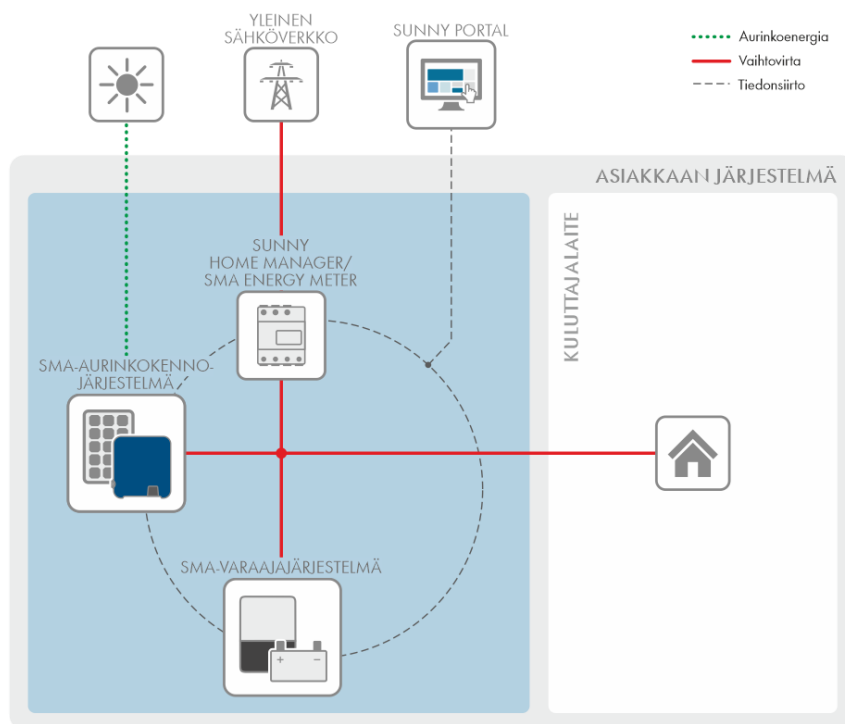 YLEINEN
SÄHKÖVERKKO
SUNNY PORTAL
Aurinkoenergia
Vaihtovirta
Tiedonsiirto
ASIAKKAAN JÄRJESTELMÄ
SUNNY
HOME MANAGER/
SMA ENERGY METER
KULUTTAJALAITE
SMA-AURINKOKENNO-
JÄRJESTELMÄ
SMA-VARAAJAJÄRJESTELMÄ
+ −